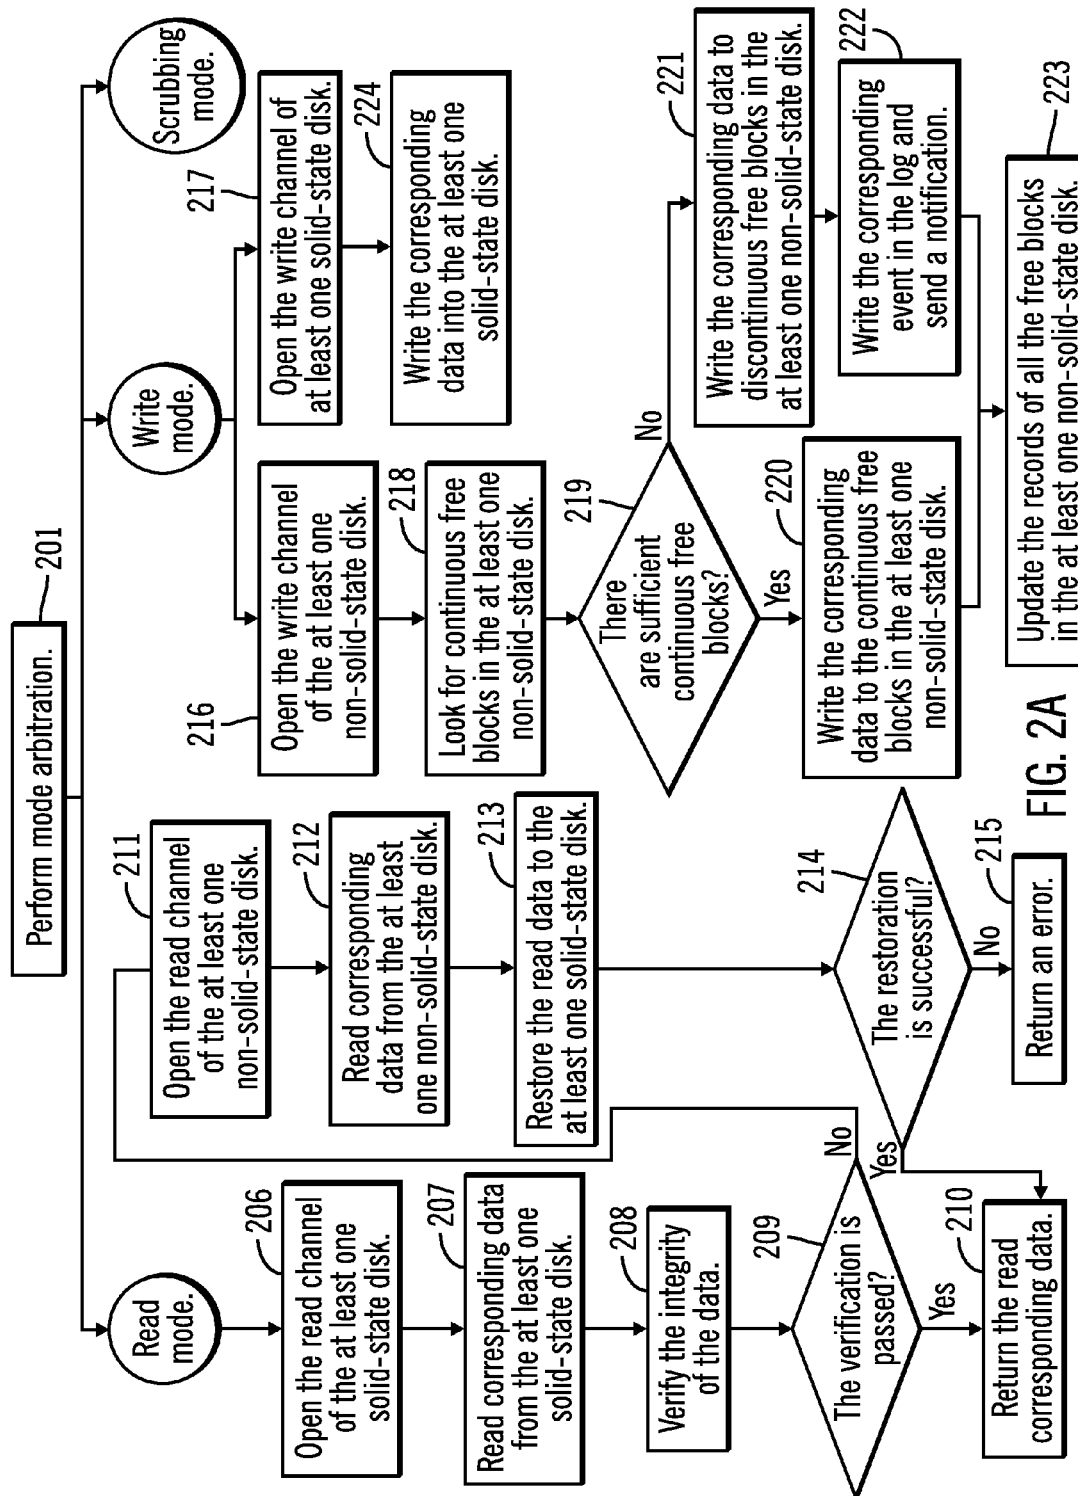 Perform mode arbitration.
201
Read
mode.
Write
mode.
Scrubbing
mode.
206
Open the read channel
of the at least one
solid-state disk.
207
Read corresponding data
from the at least one
solid-state disk.
208
Verify the integrity
of the data.
209
The verification is
passed?
No
Yes
210
Return the read
corresponding data.
211
Open the read channel
of the at least one
non-solid-state disk.
212
Read corresponding
data from the at least
one non-solid-state disk.
213
Restore the read data to the
at least one solid-state disk.
214
The restoration
is successful?
Yes
No
215
Return an error.
216
Open the write channel
of the at least one
non-solid-state disk.
218
Look for continuous free
blocks in the at least one
non-solid-state disk.
219
There
are sufficient
continuous free
blocks?
No
Yes
220
Write the corresponding
data to the continuous free
blocks in the at least one
non-solid-state disk.
217
Open the write channel of
at least one solid-state disk.
224
Write the corresponding
data into the at least one
solid-state disk.
221
Write the corresponding data to
discontinuous free blocks in the
at least one non-solid-state disk.
222
Write the corresponding
event in the log and
send a notification.
223
Update the records of all the free blocks
in the at least one non-solid-state disk.
FIG. 2A